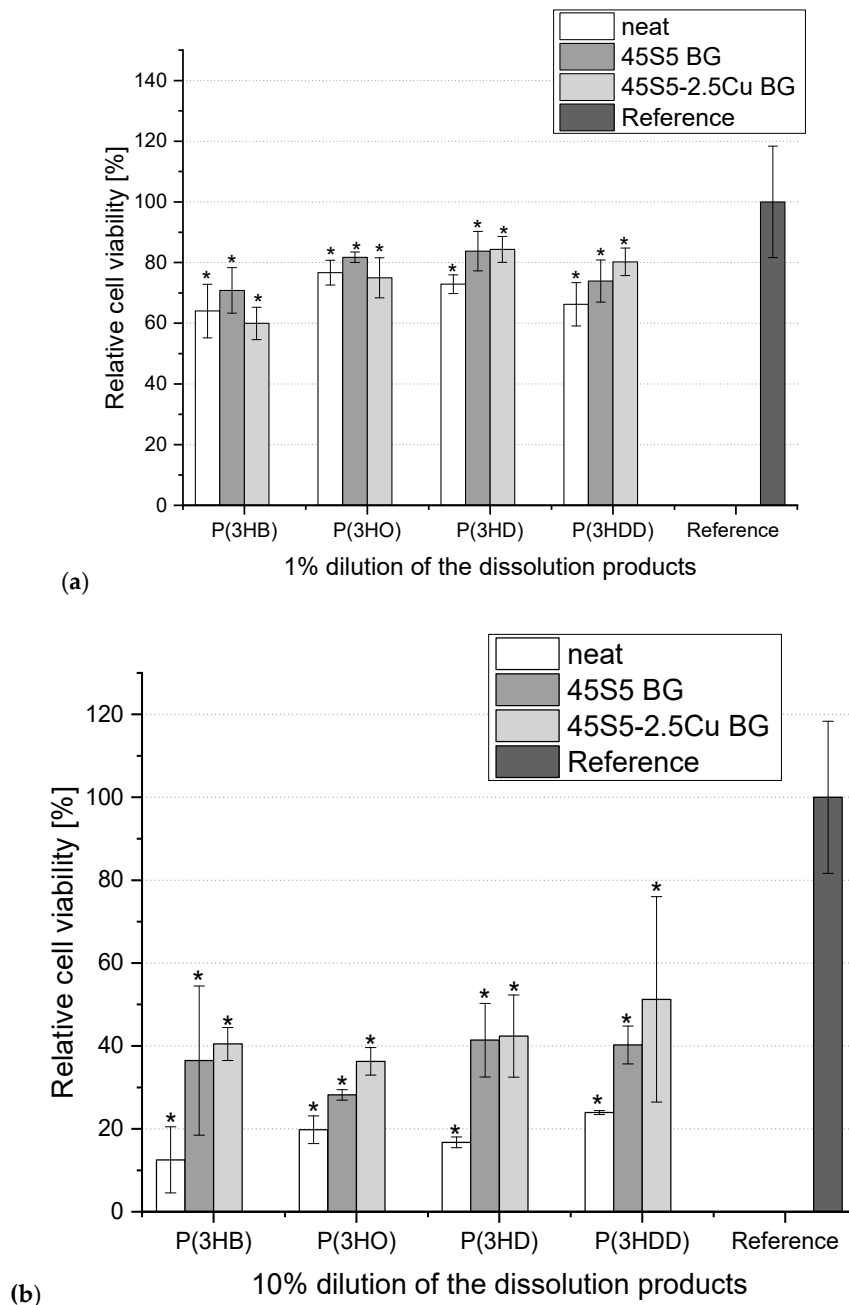 neat
45S5 BG
45S5-2.5Cu BG
Reference
Relative cell viability [%]
140
120
100
80
60
40
20
0
* * * * * * * * * * * *
P(3HB) P(3HO) P(3HD) P(3HDD) Reference
1% dilution of the dissolution products
(a)
neat
45S5 BG
45S5-2.5Cu BG
Reference
Relative cell viability [%]
120
100
80
60
40
20
0
* * * * * * * * * * * *
P(3HB) P(3HO) P(3HD) P(3HDD) Reference
10% dilution of the dissolution products
(b)